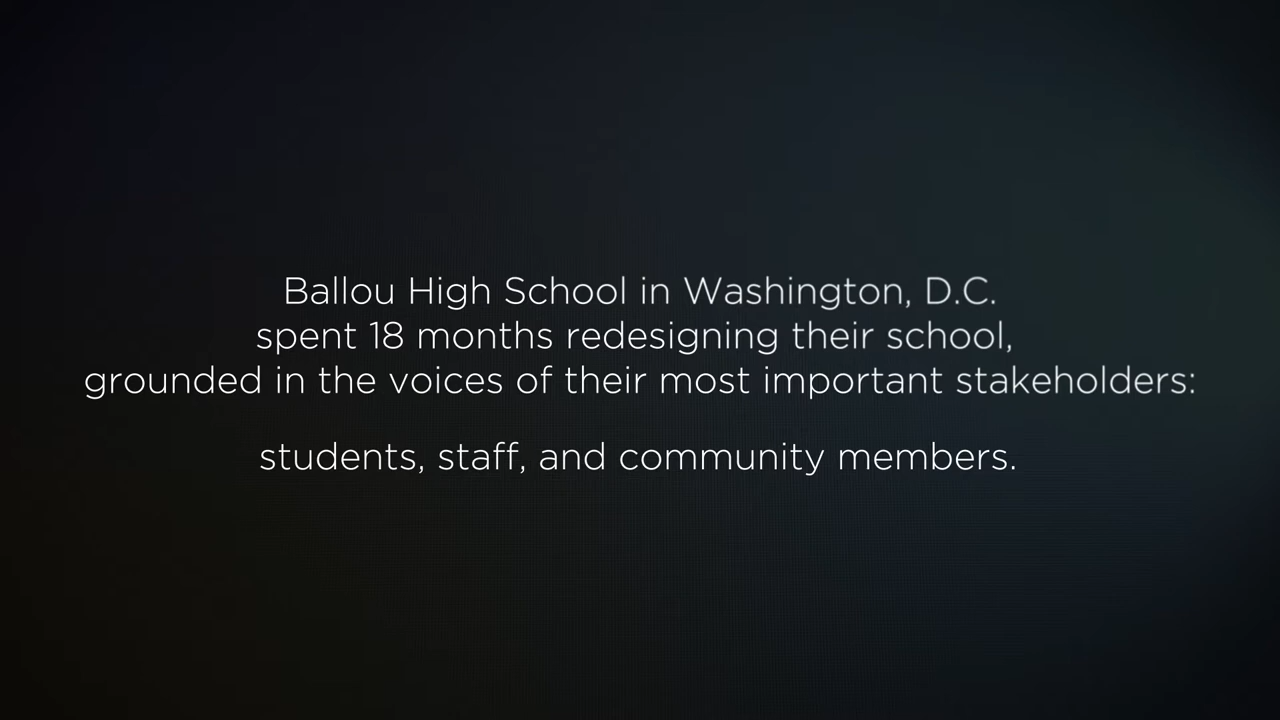 Ballou High School in Washington, D.C.
spent 18 months redesigning their school,
grounded in the voices of their most important stakeholders:
students, staff, and community members.